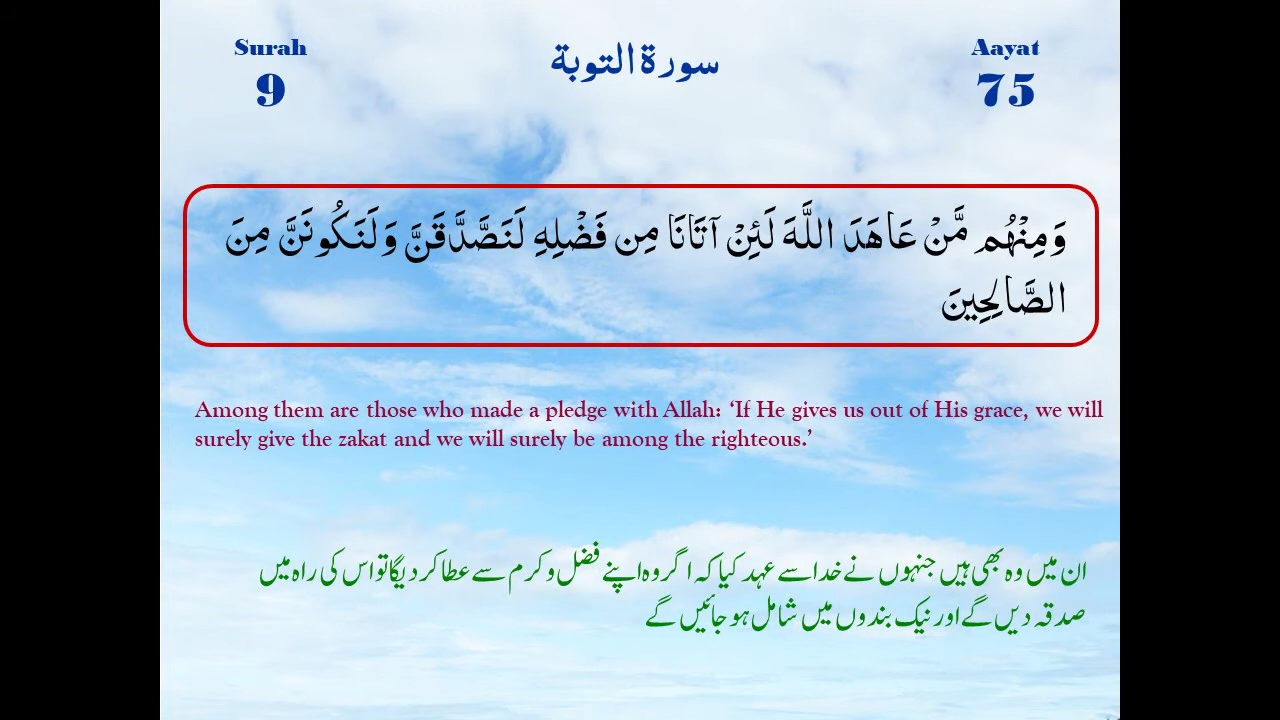 Surah
9
سورة التوبة
Aayat
75
وَمِنْهُم مَّنْ عَاهَدَ اللَّهَ لَئِنْ آتَانَا مِن فَضْلِهِ لَنَصَّدَّقَنَّ وَلَنَكُونَنَّ مِنَ
الصَّالِحِينَ
Among them are those who made a pledge with Allah: ‘If He gives us out of His grace, we will
surely give the zakat and we will surely be among the righteous.’
ان میں وہ بھی ہیں جنہوں نے خدا سے عہد کیا کہ اگر وہ اپنے فضل و کرم سے عطا کر دیگا تو اس کی راہ میں
صدقہ دیں گے اور نیک بندوں میں شامل ہو جائیں گے